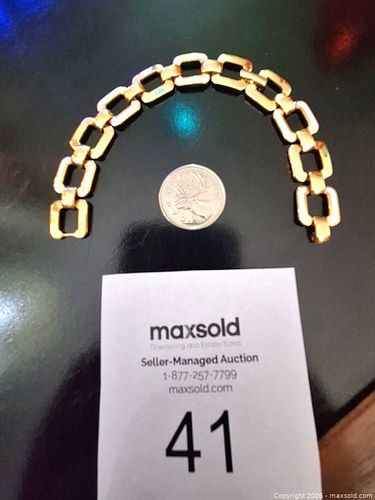 maxsold
Downsizing and Estate Sales
Seller-Managed Auction
1-877-257-7799
maxsold.com
41
Copyright 2026 - maxsold.com